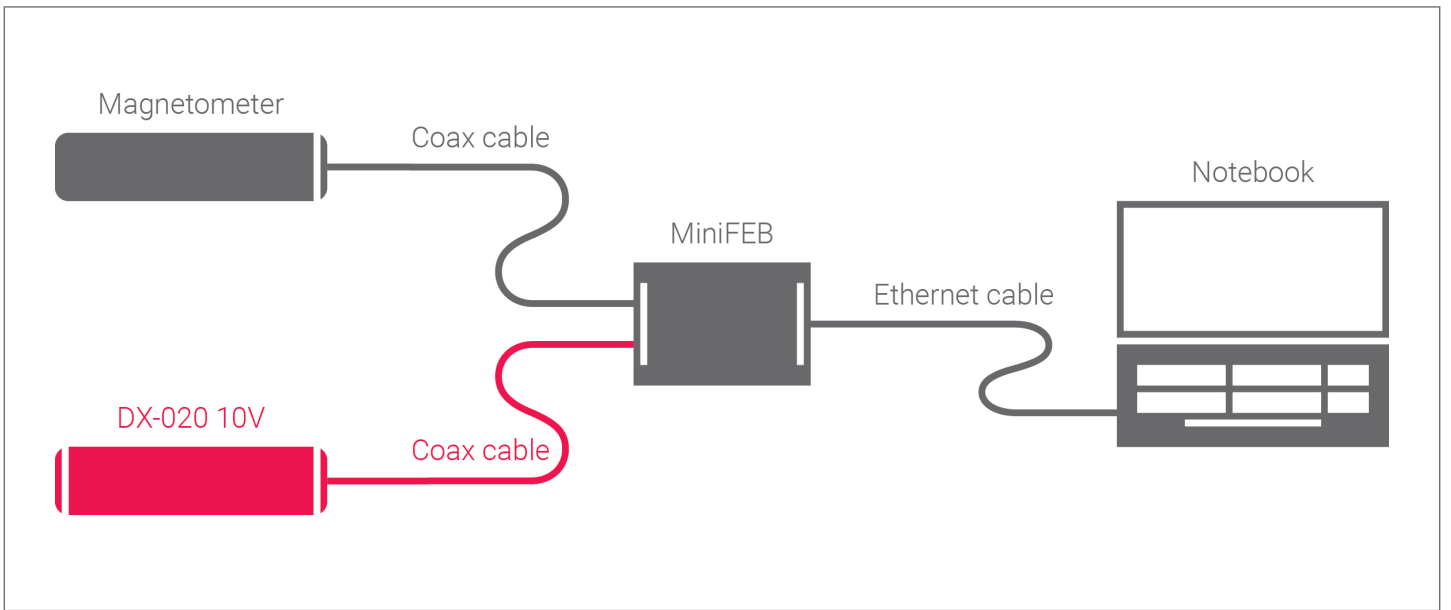 Magnetometer
Coax cable
Notebook
MiniFEB
Ethernet cable
DX-020 10V
Coax cable